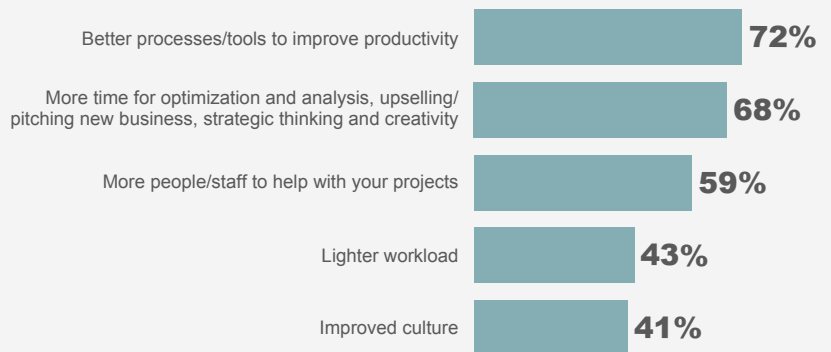 Better processes/tools to improve productivity
72%
More time for optimization and analysis, upselling/
pitching new business, strategic thinking and creativity
68%
More people/staff to help with your projects
59%
Lighter workload
43%
Improved culture
41%